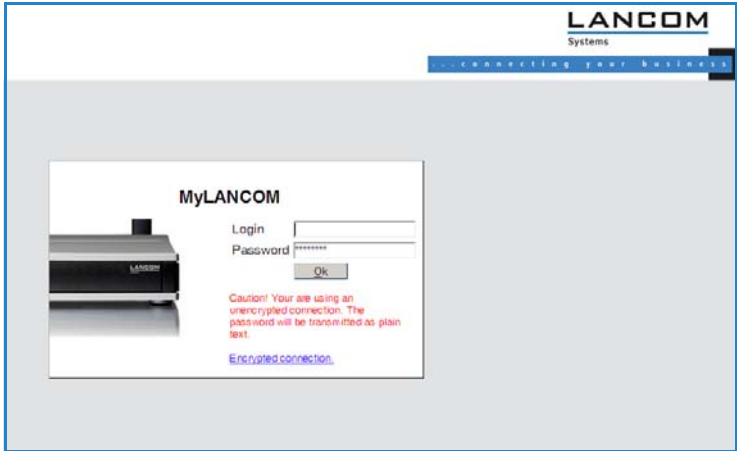 LANCOM
Systems
...connecting your business
MyLANCOM
Login
Password ********
Ok
LANCOM
Caution! Your are using an
unencrypted connection. The
password will be transmitted as plain
text.
Encrypted connection.